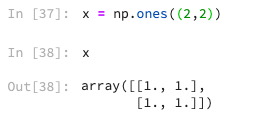 In [37]: x = np.ones((2,2))
In [38]: x
Out[38]: array([[1., 1.],
[1., 1.]])